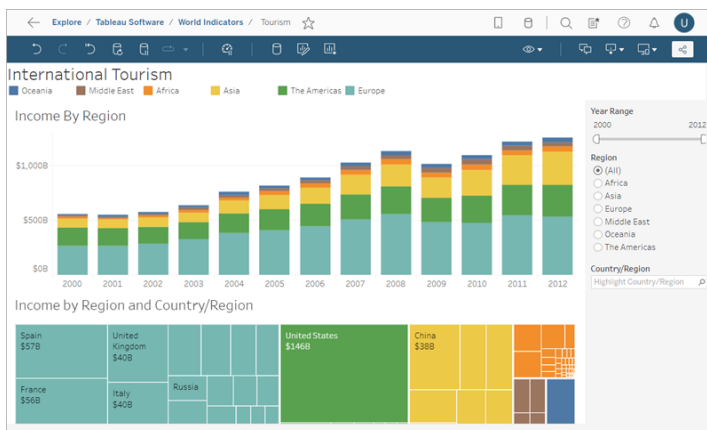 Explore / Tableau Software / World Indicators / Tourism
U
International Tourism
Oceania Middle East Africa Asia The Americas Europe
Income By Region
Year Range
2000 2012
Region
(All)
Africa
Asia
Europe
Middle East
Oceania
The Americas
Country/Region
Highlight Country/Region
$1,000B
$500B
$0B
2000 2001 2002 2003 2004 2005 2006 2007 2008 2009 2010 2011 2012
Income by Region and Country/Region
Spain
$57B
United
Kingdom
$40B
United States
$146B
China
$38B
France
$56B
Italy
$40B
Russia